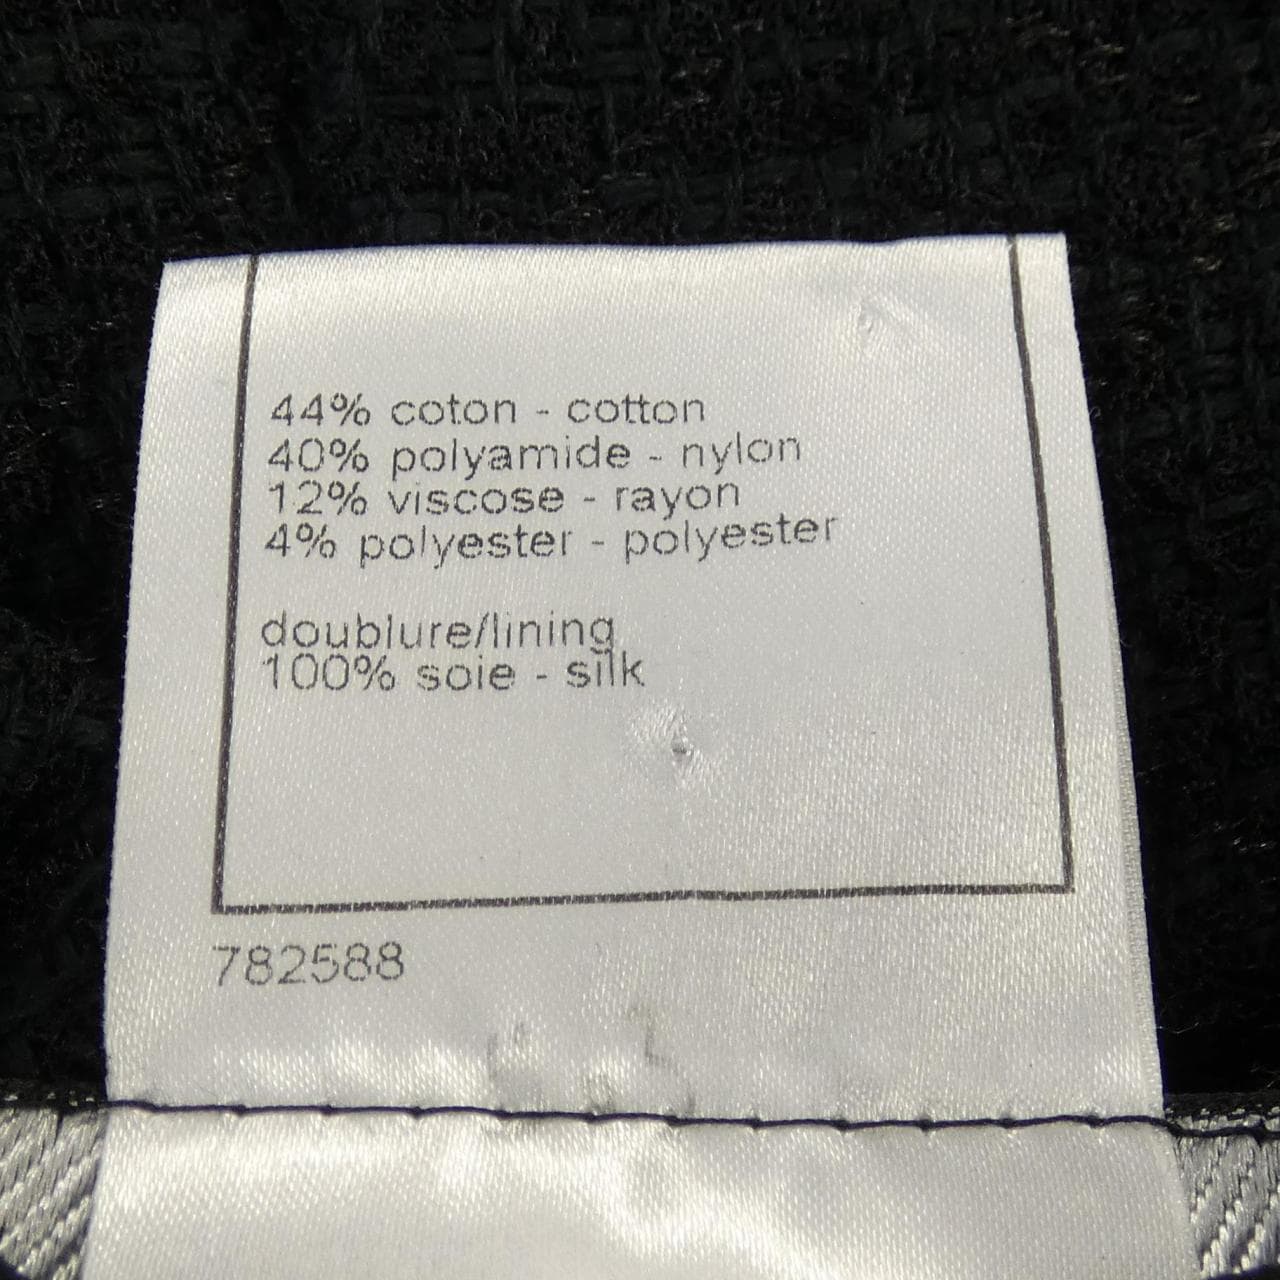 44% coton - cotton
40% polyamide - nylon
12% viscose - rayon
4% polyester - polyester
doublure/lining
100% soie - silk
782588